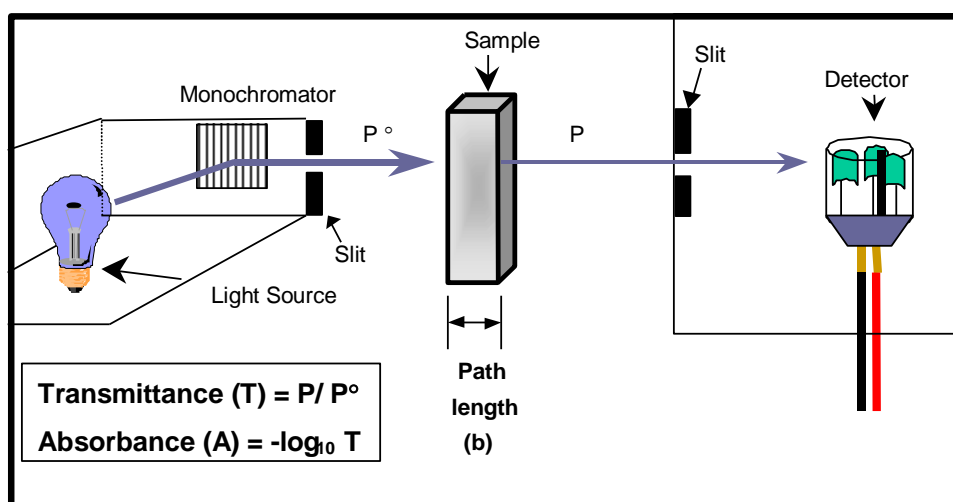 Sample
Slit
Detector
Monochromator
P °
P
Slit
Light Source
Path
length
(b)
Transmittance (T) = P/ P°
Absorbance (A) = -log₁₀ T